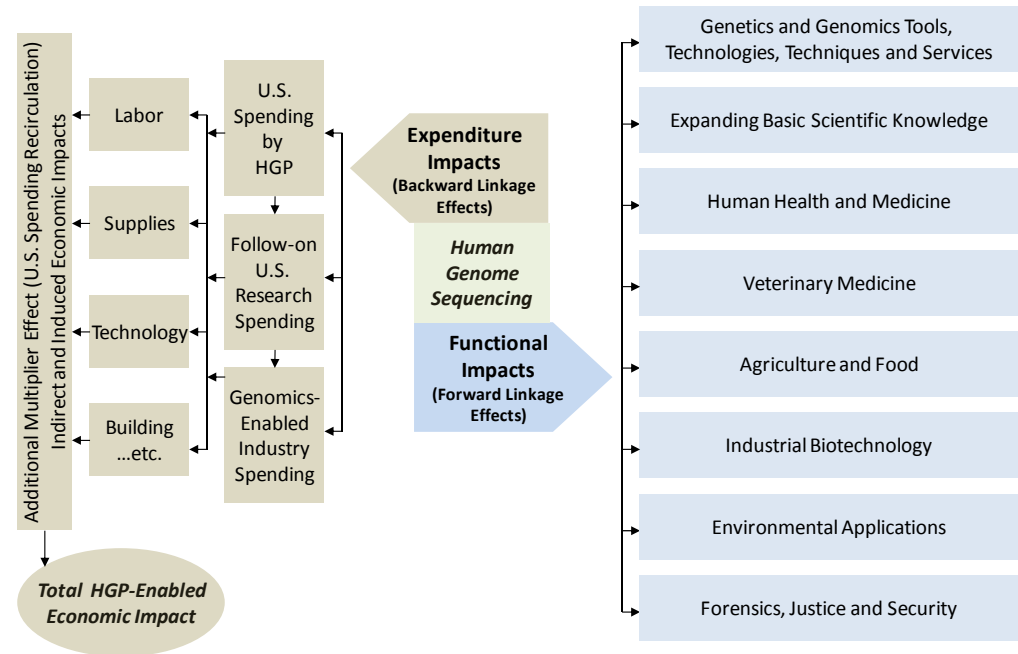 Additional Multiplier Effect (U.S. Spending Recirculation)
Indirect and Induced Economic Impacts
Labor
Supplies
Technology
Building
...etc.
U.S.
Spending
by
HGP
Follow-on
U.S.
Research
Spending
Genomics-
Enabled
Industry
Spending
Total HGP-Enabled
Economic Impact
Expenditure
Impacts
(Backward Linkage
Effects)
Human
Genome
Sequencing
Functional
Impacts
(Forward Linkage
Effects)
Genetics and Genomics Tools,
Technologies, Techniques and Services
Expanding Basic Scientific Knowledge
Human Health and Medicine
Veterinary Medicine
Agriculture and Food
Industrial Biotechnology
Environmental Applications
Forensics, Justice and Security